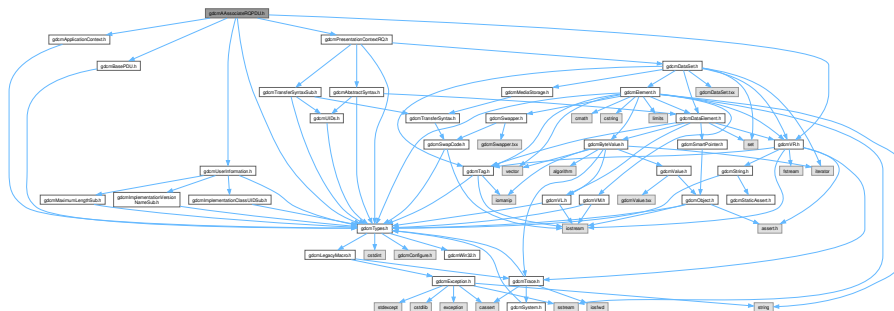 gdcmAAssociateRQPDU.h
gdcmApplicationContext.h
gdcmPresentationContextRQ.h
gdcmBasePDU.h
gdcmDataSet.h
gdcmTransferSyntaxSub.h
gdcmAbstractSyntax.h
gdcmMediaStorage.h
gdcmElement.h
gdcmDataSet.txx
gdcmUIDs.h
gdcmTransferSyntax.h
gdcmSwapper.h
cmath
cstring
limits
gdcmDataElement.h
gdcmSwapCode.h
gdcmSwapper.txx
gdcmByteValue.h
gdcmSmartPointer.h
set
gdcmVR.h
gdcmUserInformation.h
gdcmTag.h
vector
algorithm
gdcmValue.h
gdcmString.h
fstream
iterator
gdcmMaximumLengthSub.h
gdcmImplementationVersion
NameSub.h
gdcmImplementationClassUIDSub.h
iomanip
gdcmVL.h
gdcmVM.h
gdcmValue.txx
gdcmObject.h
gdcmStaticAssert.h
gdcmTypes.h
iostream
assert.h
gdcmLegacyMacro.h
cstdint
gdcmConfigure.h
gdcmWin32.h
gdcmException.h
gdcmTrace.h
stdexcept
cstdlib
exception
cassert
gdcmSystem.h
sstream
iosfwd
string